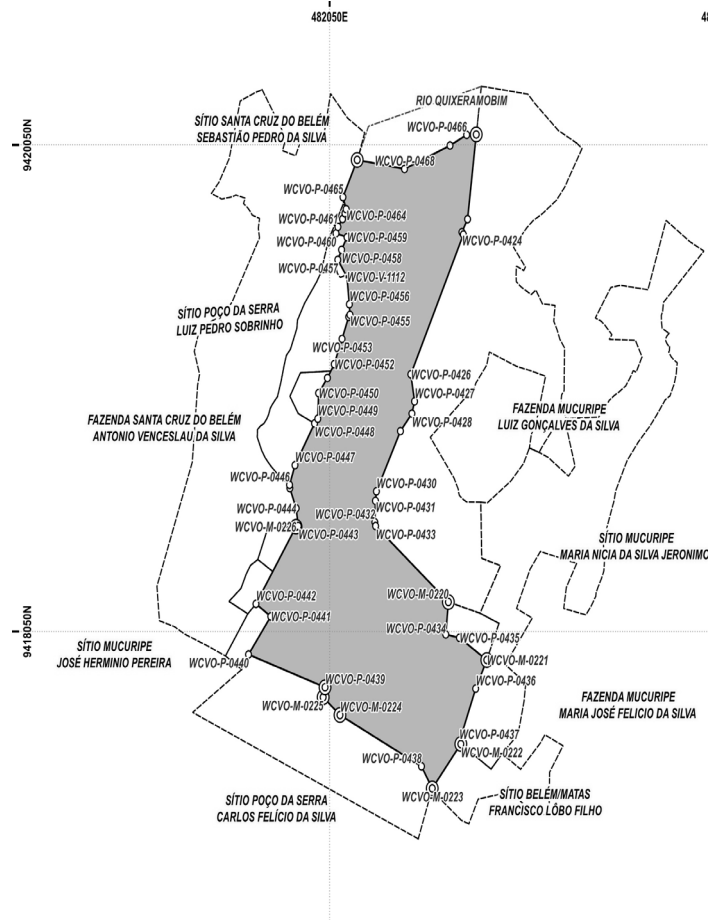 482050E
48
RIO QUIXERAMOBIM
SÍTIO SANTA CRUZ DO BELÉM
SEBASTIÃO PEDRO DA SILVA
WCVO-P-0466
9420050N
WCVO-P-0468
WCVO-P-0465
WCVO-P-0464
WCVO-P-0461
WCVO-P-0460
WCVO-P-0459
WCVO-P-0424
WCVO-P-0458
WCVO-P-0457
WCVO-V-1112
WCVO-P-0456
SÍTIO POÇO DA SERRA
LUIZ PEDRO SOBRINHO
WCVO-P-0455
WCVO-P-0453
WCVO-P-0452
WCVO-P-0426
WCVO-P-0450
WCVO-P-0427
WCVO-P-0449
WCVO-P-0428
FAZENDA MUCURIPE
LUIZ GONÇALVES DA SILVA
FAZENDA SANTA CRUZ DO BELÉM
ANTONIO VENCESLAU DA SILVA
WCVO-P-0448
WCVO-P-0447
WCVO-P-0446
WCVO-P-0430
WCVO-P-0444
WCVO-P-0431
WCVO-P-0432
WCVO-M-0226
WCVO-P-0443
WCVO-P-0433
SÍTIO MUCURIPE
MARIA NICIA DA SILVA JERONIMO
WCVO-M-0220
WCVO-P-0442
WCVO-P-0441
9418050N
WCVO-P-0434
WCVO-P-0435
SÍTIO MUCURIPE
JOSÉ HERMINIO PEREIRA
WCVO-P-0440
WCVO-M-0221
WCVO-P-0439
WCVO-P-0436
WCVO-M-0225
WCVO-M-0224
FAZENDA MUCURIPE
MARIA JOSÉ FELICIO DA SILVA
WCVO-P-0437
WCVO-M-0222
WCVO-P-0438
WCVO-M-0223
SÍTIO BELÉM/MATAS
FRANCISCO LÔBO FILHO
SÍTIO POÇO DA SERRA
CARLOS FELÍCIO DA SILVA